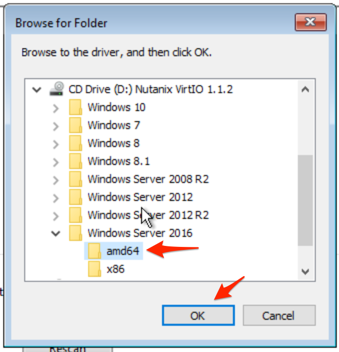 Browse for Folder
Browse to the driver, and then click OK.
CD Drive (D:) Nutanix VirtIO 1.1.2
Windows 10
Windows 7
Windows 8
Windows 8.1
Windows Server 2008 R2
Windows Server 2012
Windows Server 2012 R2
Windows Server 2016
amd64
x86
t
OK
Cancel
Rescan